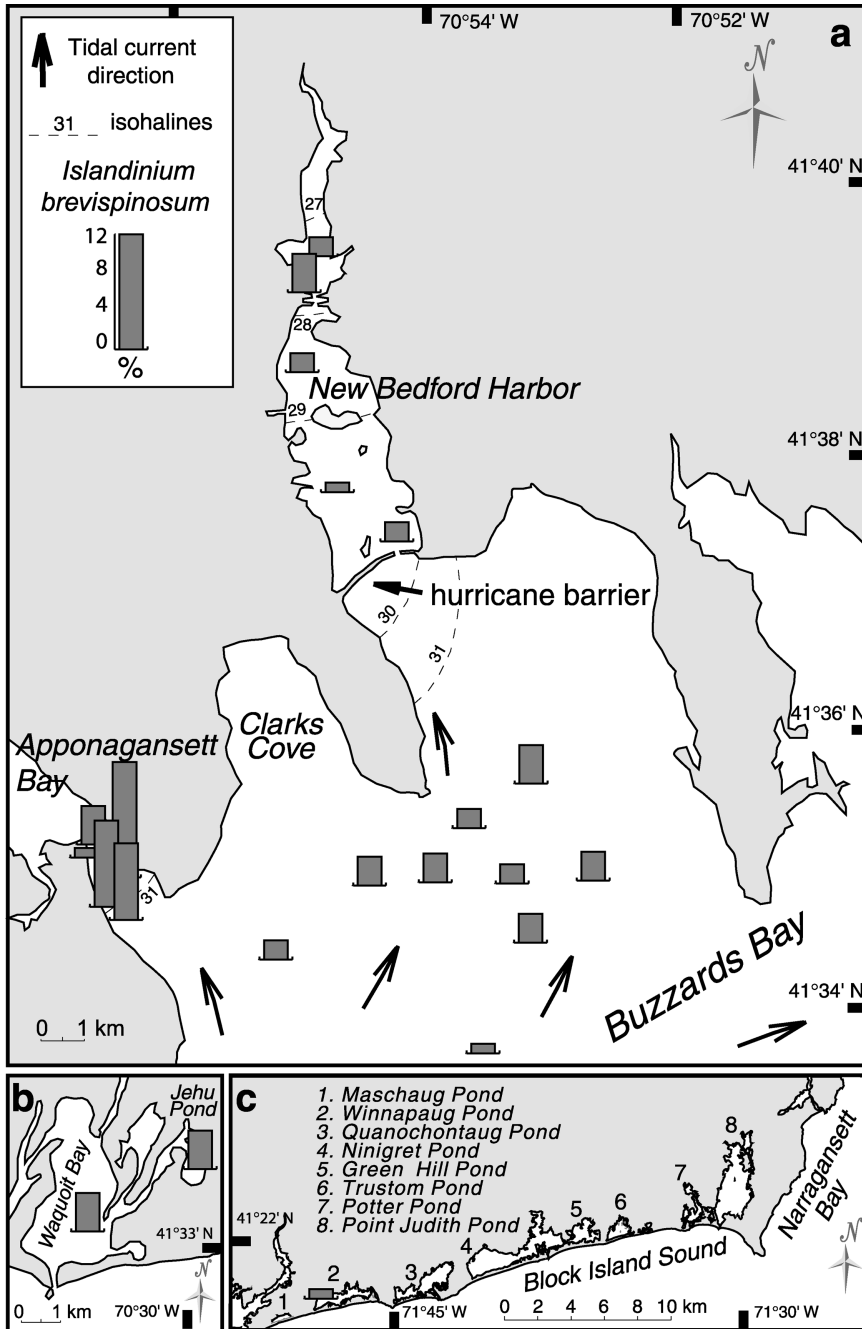 70°54' W
70°52' W
a
Tidal current
direction
31 isohalines
Islandinium
brevispinosum
12
8
4
0
%
N
41°40' N
27
28
New Bedford Harbor
29
41°38' N
hurricane barrier
30
31
41°36' N
Clarks
Cove
Apponagansett
Bay
31
Buzzards Bay
41°34' N
0 1 km
b
Jehu
Pond
Waquoit Bay
41°33' N
N
0 1 km
70°30' W
c
1. Maschaug Pond
2. Winnapaug Pond
3. Quanochontaug Pond
4. Ninigret Pond
5. Green Hill Pond
6. Trustom Pond
7. Potter Pond
8. Point Judith Pond
8
7
6
5
4
3
2
1
41°22' N
Narragansett
Bay
Block Island Sound
N
71°45' W
0 2 4 6 8 10 km
71°30' W